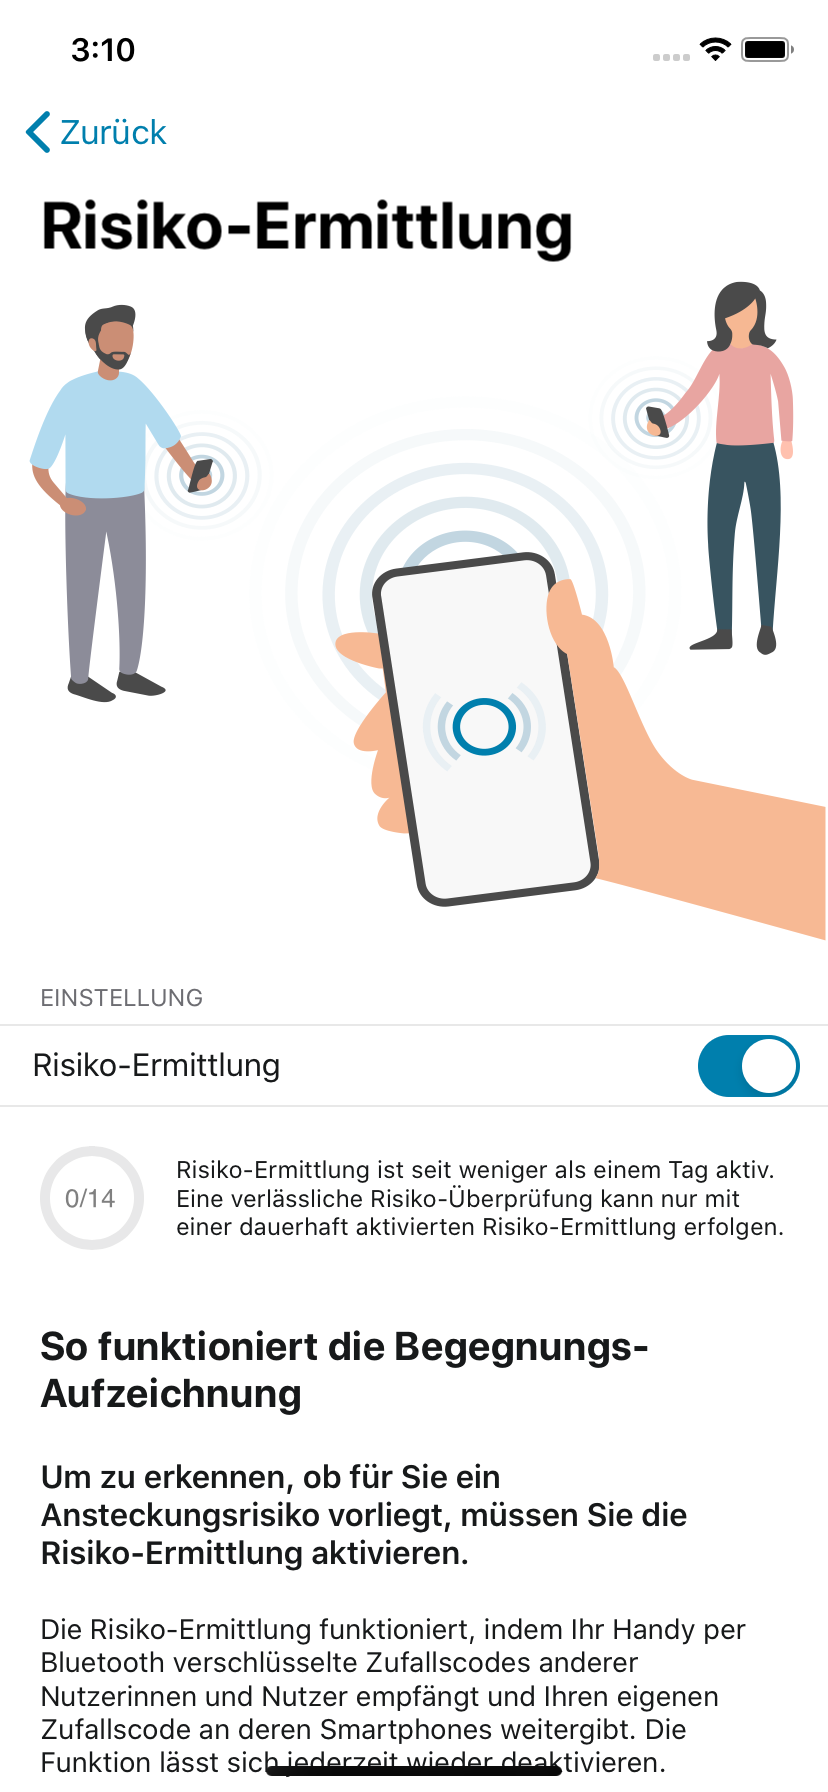 3:10
Zurück
Risiko-Ermittlung
EINSTELLUNG
Risiko-Ermittlung
0/14
Risiko-Ermittlung ist seit weniger als einem Tag aktiv.
Eine verlässliche Risiko-Überprüfung kann nur mit
einer dauerhaft aktivierten Risiko-Ermittlung erfolgen.
So funktioniert die Begegnungs-
Aufzeichnung
Um zu erkennen, ob für Sie ein
Ansteckungsrisiko vorliegt, müssen Sie die
Risiko-Ermittlung aktivieren.
Die Risiko-Ermittlung funktioniert, indem Ihr Handy per
Bluetooth verschlüsselte Zufallscodes anderer
Nutzerinnen und Nutzer empfängt und Ihren eigenen
Zufallscode an deren Smartphones weitergibt. Die
Funktion lässt sich jederzeit wieder deaktivieren.